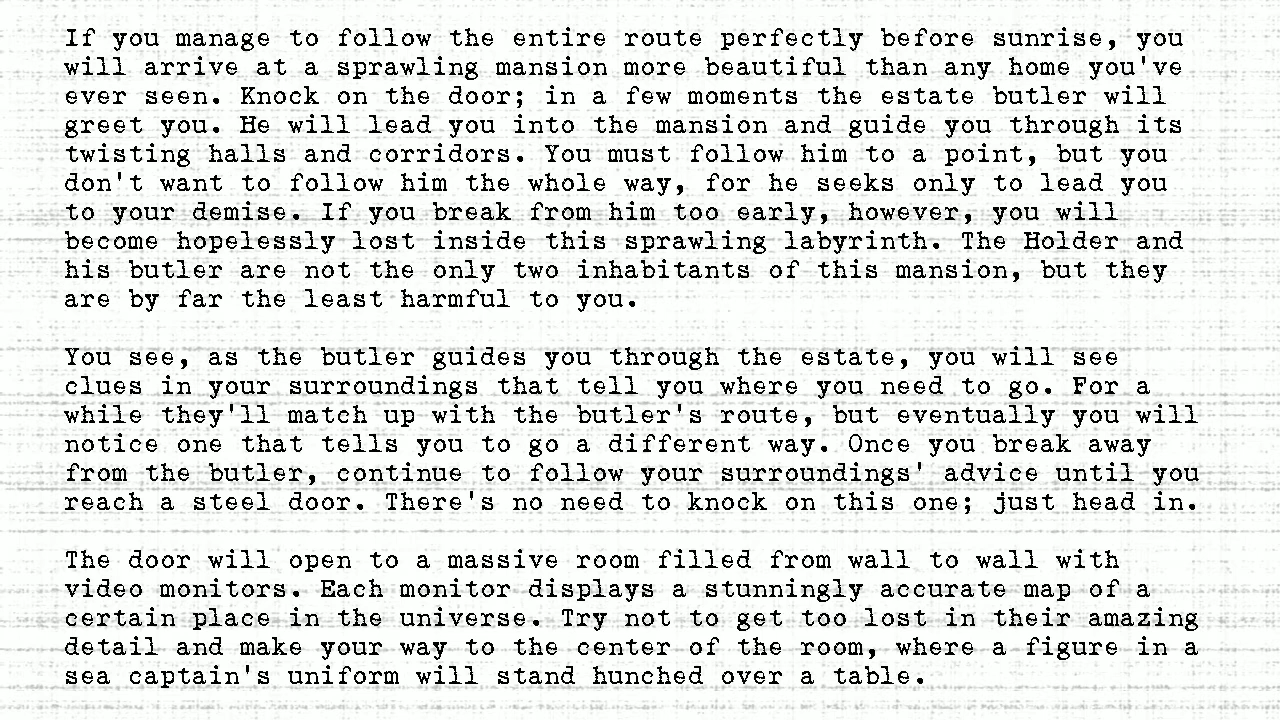 If you manage to follow the entire route perfectly before sunrise, you
will arrive at a sprawling mansion more beautiful than any home you've
ever seen. Knock on the door; in a few moments the estate butler will
greet you. He will lead you into the mansion and guide you through its
twisting halls and corridors. You must follow him to a point, but you
don't want to follow him the whole way, for he seeks only to lead you
to your demise. If you break from him too early, however, you will
become hopelessly lost inside this sprawling labyrinth. The Holder and
his butler are not the only two inhabitants of this mansion, but they
are by far the least harmful to you.

You see, as the butler guides you through the estate, you will see
clues in your surroundings that tell you where you need to go. For a
while they'll match up with the butler's route, but eventually you will
notice one that tells you to go a different way. Once you break away
from the butler, continue to follow your surroundings' advice until you
reach a steel door. There's no need to knock on this one; just head in.

The door will open to a massive room filled from wall to wall with
video monitors. Each monitor displays a stunningly accurate map of a
certain place in the universe. Try not to get too lost in their amazing
detail and make your way to the center of the room, where a figure in a
sea captain's uniform will stand hunched over a table.